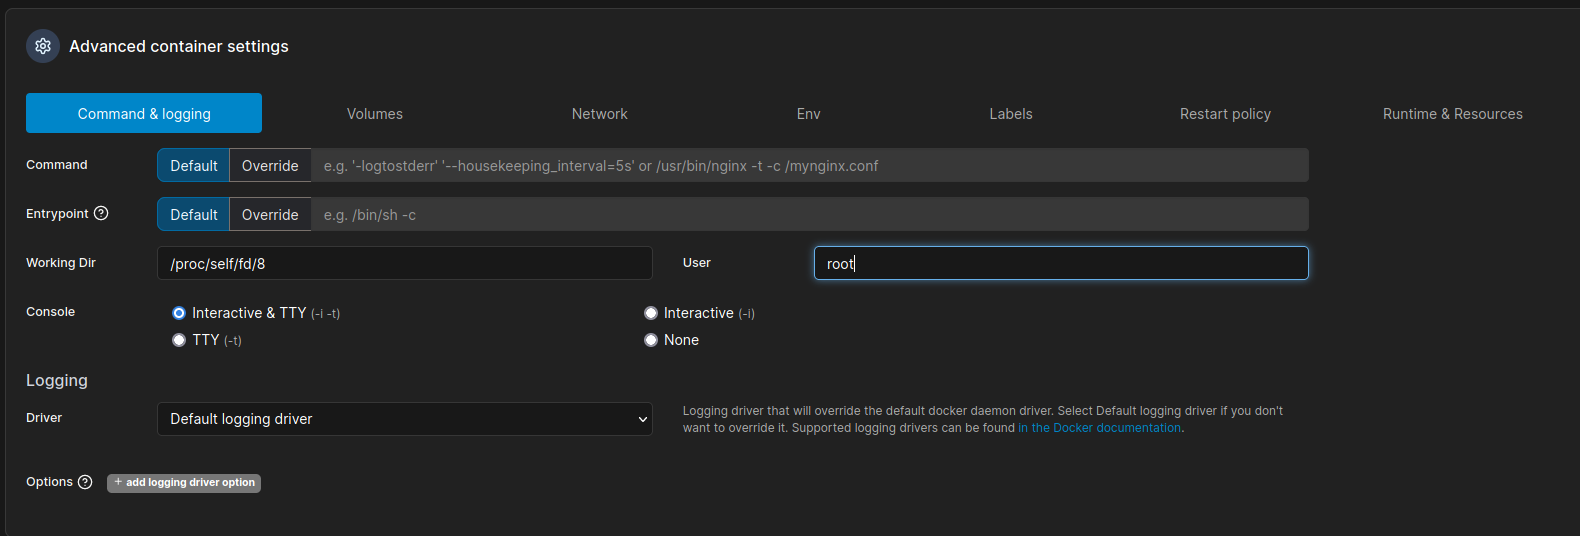 Advanced container settings
Command & logging Volumes Network Env Labels Restart policy Runtime & Resources
Command Default Override e.g. '-logtostderr' '--housekeeping_interval=5s' or /usr/bin/nginx -t -c /mynginx.conf
Entrypoint ? Default Override e.g. /bin/sh -c
Working Dir /proc/self/fd/8 User root
Console Interactive & TTY (-i -t) Interactive (-i)
TTY (-t) None
Logging
Driver Default logging driver Logging driver that will override the default docker daemon driver. Select Default logging driver if you don't
want to override it. Supported logging drivers can be found in the Docker documentation.
Options ? + add logging driver option